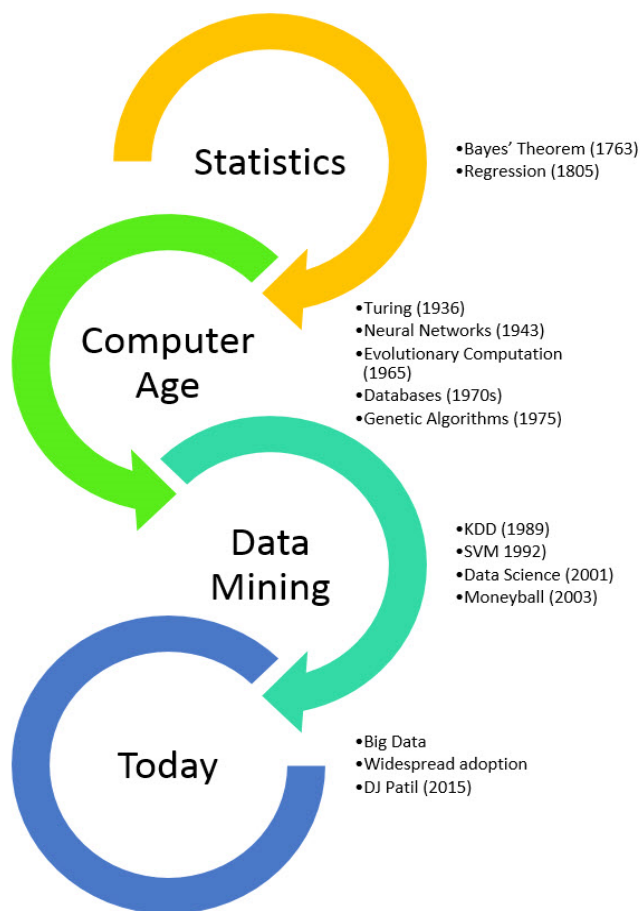 Statistics
•Bayes’ Theorem (1763)
•Regression (1805)
Computer
Age
•Turing (1936)
•Neural Networks (1943)
•Evolutionary Computation
(1965)
•Databases (1970s)
•Genetic Algorithms (1975)
Data
Mining
•KDD (1989)
•SVM 1992)
•Data Science (2001)
•Moneyball (2003)
Today
•Big Data
•Widespread adoption
•DJ Patil (2015)